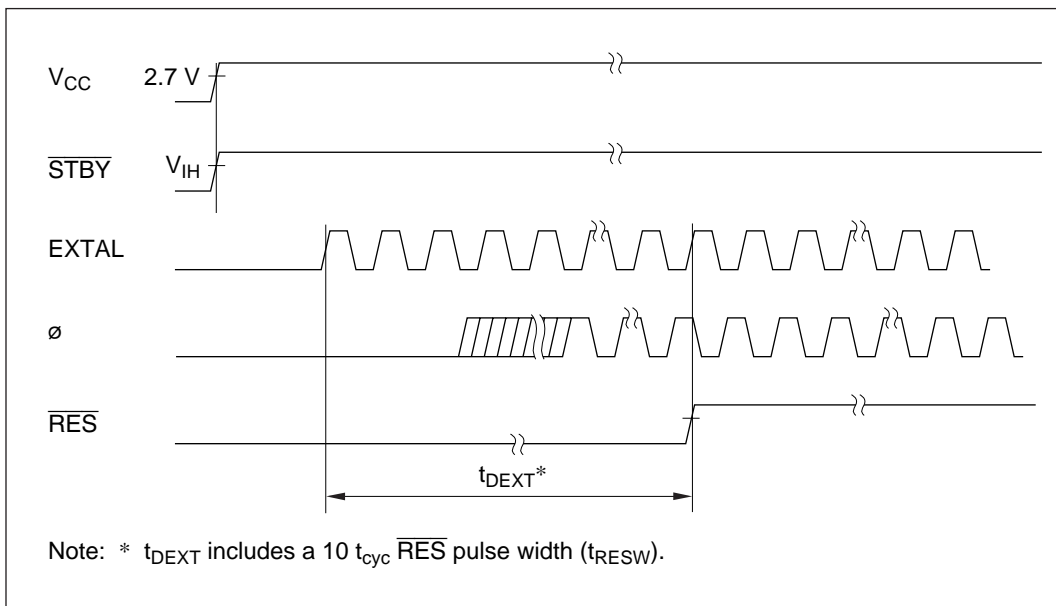 VCC 2.7 V
STBY VIH
EXTAL
ø
RES
tDEXT*
Note: * tDEXT includes a 10 tcyc RES pulse width (tRESW).